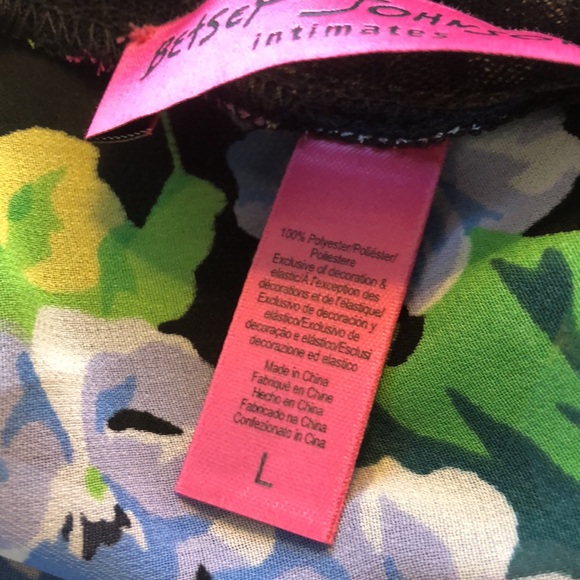 BETSEY JOHNSON
intimates
100% Polyester/Poliéster/
Poliestere
Exclusive of decoration &
elastic/A l'exception des
décorations et de l'élastique/
Exclusivo de decoración y
elástico/Exclusivo de
decoração e elástico/Esclusi
decorazione ed elastico
Made in China
Fabriqué en Chine
Hecho en China
Fabricado na China
Confezionato in Cina
L